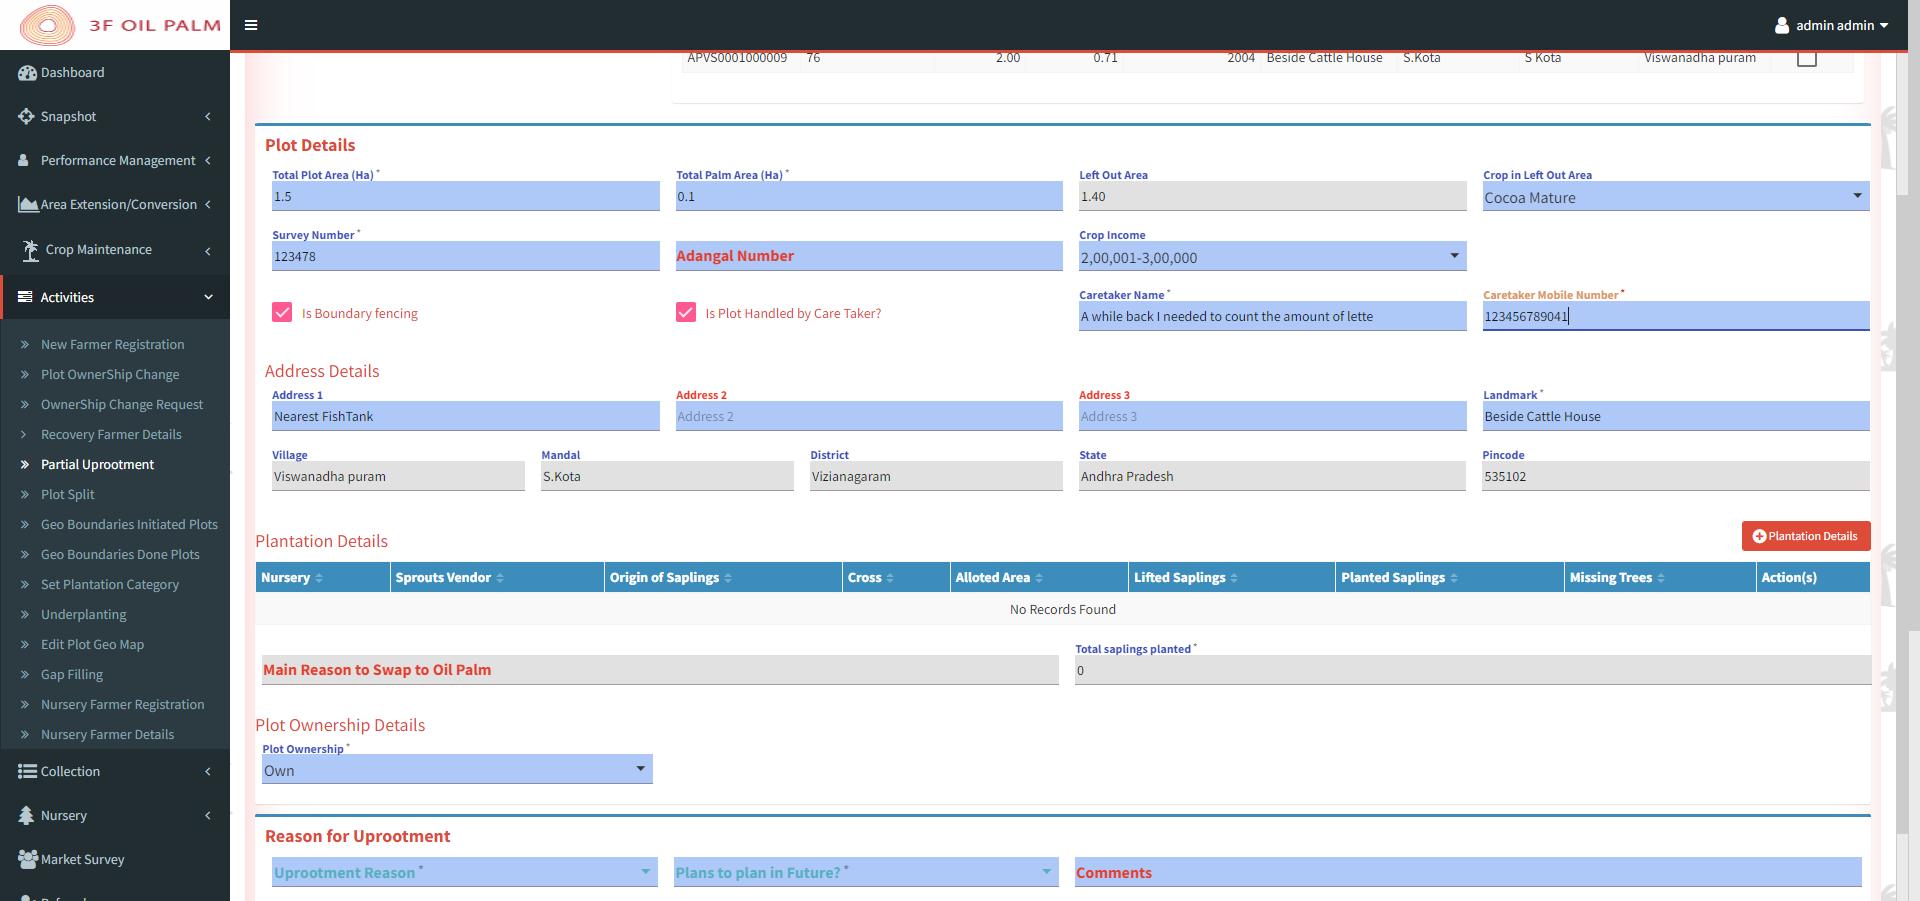 3F OIL PALM
admin admin
Dashboard
Snapshot
Performance Management
Area Extension/Conversion
Crop Maintenance
Activities
New Farmer Registration
Plot OwnerShip Change
OwnerShip Change Request
Recovery Farmer Details
Partial Uprootment
Plot Split
Geo Boundaries Initiated Plots
Geo Boundaries Done Plots
Set Plantation Category
Underplanting
Edit Plot Geo Map
Gap Filling
Nursery Farmer Registration
Nursery Farmer Details
Collection
Nursery
Market Survey
APVS0001000009 76 2.00 0.71 2004 Beside Cattle House S.Kota S Kota Viswanadha puram
Plot Details
Total Plot Area (Ha) * Total Palm Area (Ha) * Left Out Area Crop in Left Out Area
1.5 0.1 1.40 Cocoa Mature
Survey Number * Crop Income
123478 Adangal Number 2,00,001-3,00,000
Caretaker Name * Caretaker Mobile Number *
Is Boundary fencing Is Plot Handled by Care Taker? A while back I needed to count the amount of lette 123456789041
Address Details
Address 1 Address 2 Address 3 Landmark *
Nearest FishTank Address 2 Address 3 Beside Cattle House
Village Mandal District State Pincode
Viswanadha puram S.Kota Vizianagaram Andhra Pradesh 535102
Plantation Details Plantation Details
Nursery Sprouts Vendor Origin of Saplings Cross Alloted Area Lifted Saplings Planted Saplings Missing Trees Action(s)
No Records Found
Total saplings planted *
Main Reason to Swap to Oil Palm 0
Plot Ownership Details
Plot Ownership *
Own
Reason for Uprootment
Uprootment Reason * Plans to plan in Future? * Comments